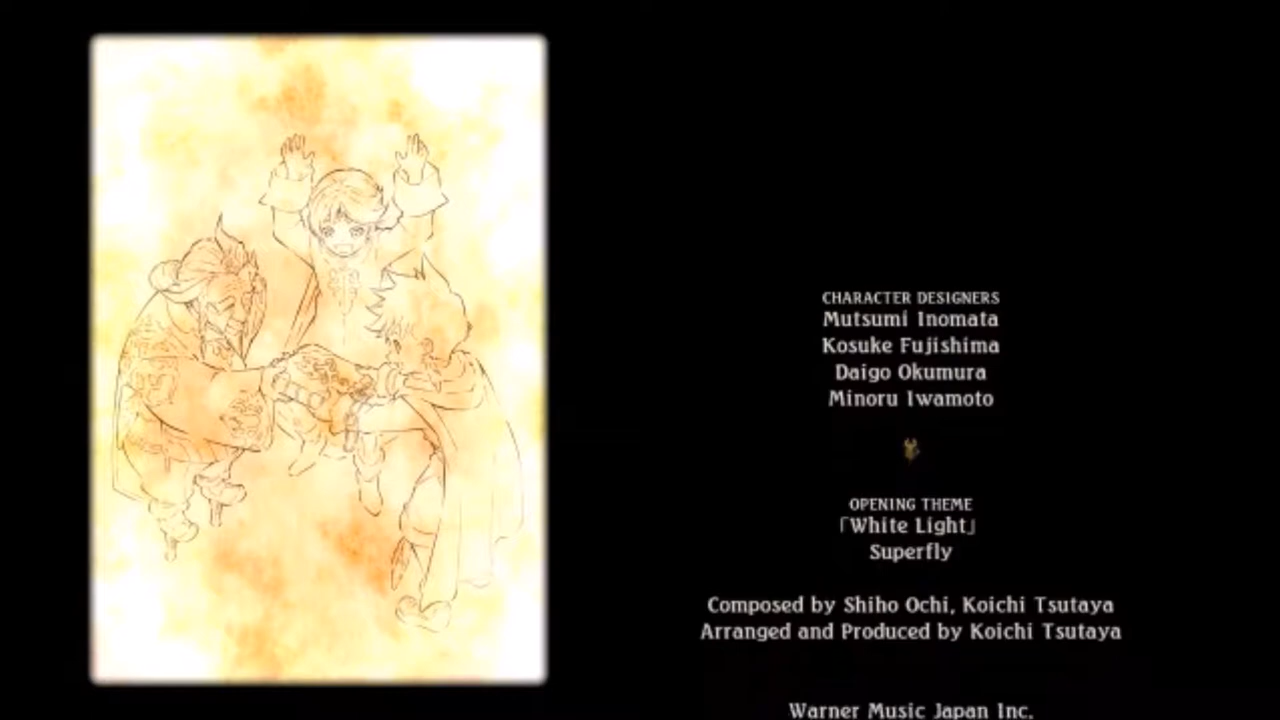 CHARACTER DESIGNERS
Mutsumi Inomata
Kosuke Fujishima
Daigo Okumura
Minoru Iwamoto
OPENING THEME
「White Light」
Superfly
Composed by Shiho Ochi, Koichi Tsutaya
Arranged and Produced by Koichi Tsutaya
Warner Music Japan Inc.